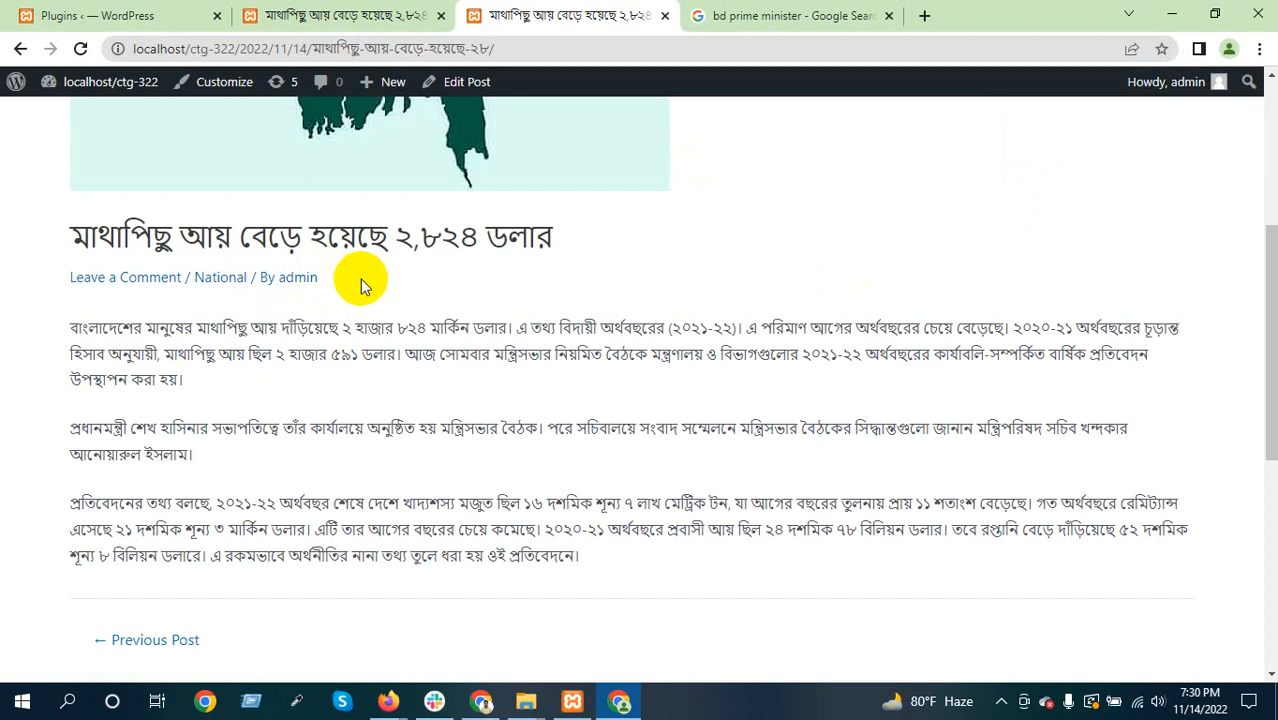 Plugins ‹ — WordPress
মাথাপিছু আয় বেড়ে হয়েছে ২,৮২৪
মাথাপিছু আয় বেড়ে হয়েছে ২,৮২৪
bd prime minister - Google Sear
localhost/ctg-322/2022/11/14/মাথাপিছু-আয়-বেড়ে-হয়েছে-২৮/
localhost/ctg-322
Customize
5
0
New
Edit Post
Howdy, admin
মাথাপিছু আয় বেড়ে হয়েছে ২,৮২৪ ডলার
Leave a Comment / National / By admin
বাংলাদেশের মানুষের মাথাপিছু আয় দাঁড়িয়েছে ২ হাজার ৮২৪ মার্কিন ডলার। এ তথ্য বিদায়ী অর্থবছরের (২০২১-২২)। এ পরিমাণ আগের অর্থবছরের চেয়ে বেড়েছে। ২০২০-২১ অর্থবছরের চূড়ান্ত
হিসাব অনুযায়ী, মাথাপিছু আয় ছিল ২ হাজার ৫৯১ ডলার। আজ সোমবার মন্ত্রিসভার নিয়মিত বৈঠকে মন্ত্রণালয় ও বিভাগগুলোর ২০২১-২২ অর্থবছরের কার্যাবলি-সম্পর্কিত বার্ষিক প্রতিবেদন
উপস্থাপন করা হয়।
প্রধানমন্ত্রী শেখ হাসিনার সভাপতিত্বে তাঁর কার্যালয়ে অনুষ্ঠিত হয় মন্ত্রিসভার বৈঠক। পরে সচিবালয়ে সংবাদ সম্মেলনে মন্ত্রিসভার বৈঠকের সিদ্ধান্তগুলো জানান মন্ত্রিপরিষদ সচিব খন্দকার
আনোয়ারুল ইসলাম।
প্রতিবেদনের তথ্য বলছে, ২০২১-২২ অর্থবছর শেষে দেশে খাদ্যশস্য মজুত ছিল ১৬ দশমিক শূন্য ৭ লাখ মেট্রিক টন, যা আগের বছরের তুলনায় প্রায় ১১ শতাংশ বেড়েছে। গত অর্থবছরে রেমিট্যান্স
এসেছে ২১ দশমিক শূন্য ৩ মার্কিন ডলার। এটি তার আগের বছরের চেয়ে কমেছে। ২০২০-২১ অর্থবছরে প্রবাসী আয় ছিল ২৪ দশমিক ৭৮ বিলিয়ন ডলার। তবে রপ্তানি বেড়ে দাঁড়িয়েছে ৫২ দশমিক
শূন্য ৮ বিলিয়ন ডলারে। এ রকমভাবে অর্থনীতির নানা তথ্য তুলে ধরা হয় ওই প্রতিবেদনে।
← Previous Post
80°F Haze
7:30 PM
11/14/2022